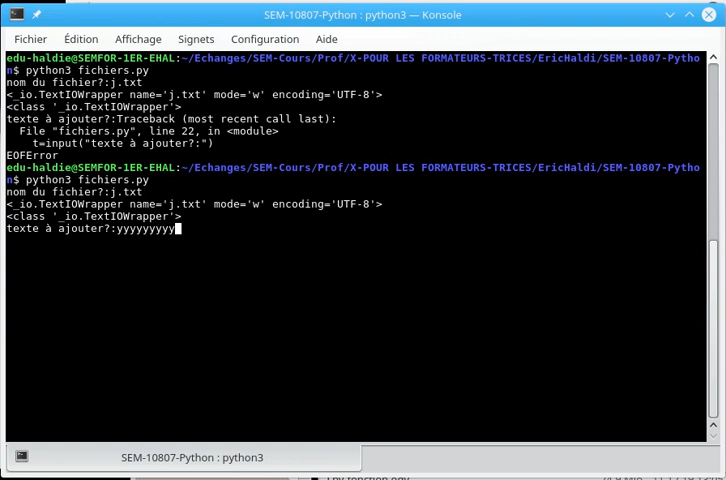 SEM-10807-Python : python3 — Konsole
Fichier Édition Affichage Signets Configuration Aide
edu-haldie@SEMFOR-1ER-EHAL:~/Echanges/SEM-Cours/Prof/X-POUR LES FORMATEURS-TRICES/EricHaldi/SEM-10807-Pytho
n$ python3 fichiers.py
nom du fichier?:j.txt
<_io.TextIOWrapper name='j.txt' mode='w' encoding='UTF-8'>
<class '_io.TextIOWrapper'>
texte à ajouter?:Traceback (most recent call last):
  File "fichiers.py", line 22, in <module>
    t=input("texte à ajouter?:")
EOFError
edu-haldie@SEMFOR-1ER-EHAL:~/Echanges/SEM-Cours/Prof/X-POUR LES FORMATEURS-TRICES/EricHaldi/SEM-10807-Pytho
n$ python3 fichiers.py
nom du fichier?:j.txt
<_io.TextIOWrapper name='j.txt' mode='w' encoding='UTF-8'>
<class '_io.TextIOWrapper'>
texte à ajouter?:yyyyyyyyy
SEM-10807-Python : python3